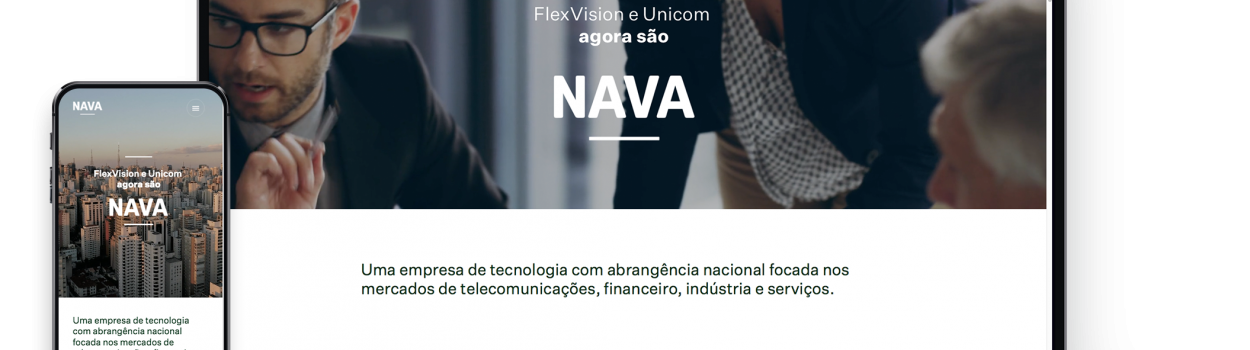 FlexVision e Unicom
agora são
NAVA
Uma empresa de tecnologia com abrangência nacional focada nos
mercados de telecomunicações, financeiro, indústria e serviços.
NAVA
FlexVision e Unicom
agora são
NAVA
Uma empresa de tecnologia
com abrangência nacional
focada nos mercados de